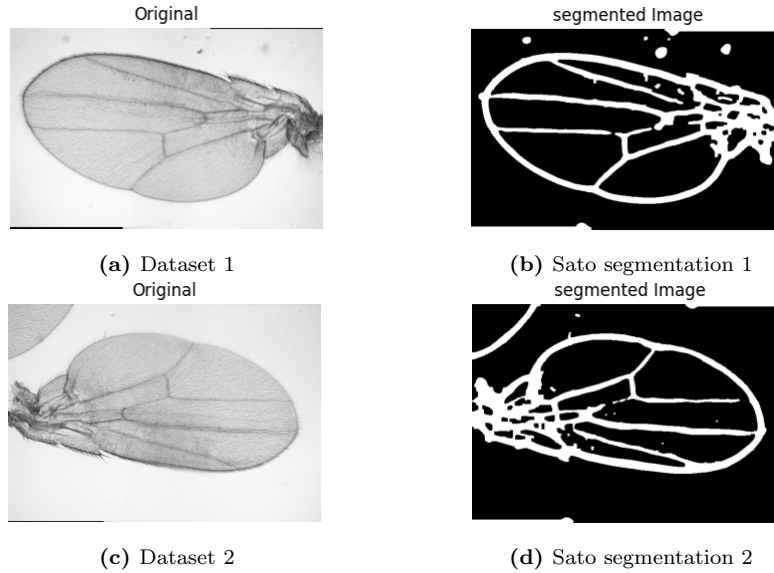 Original
segmented Image
(a) Dataset 1
(b) Sato segmentation 1
Original
segmented Image
(c) Dataset 2
(d) Sato segmentation 2